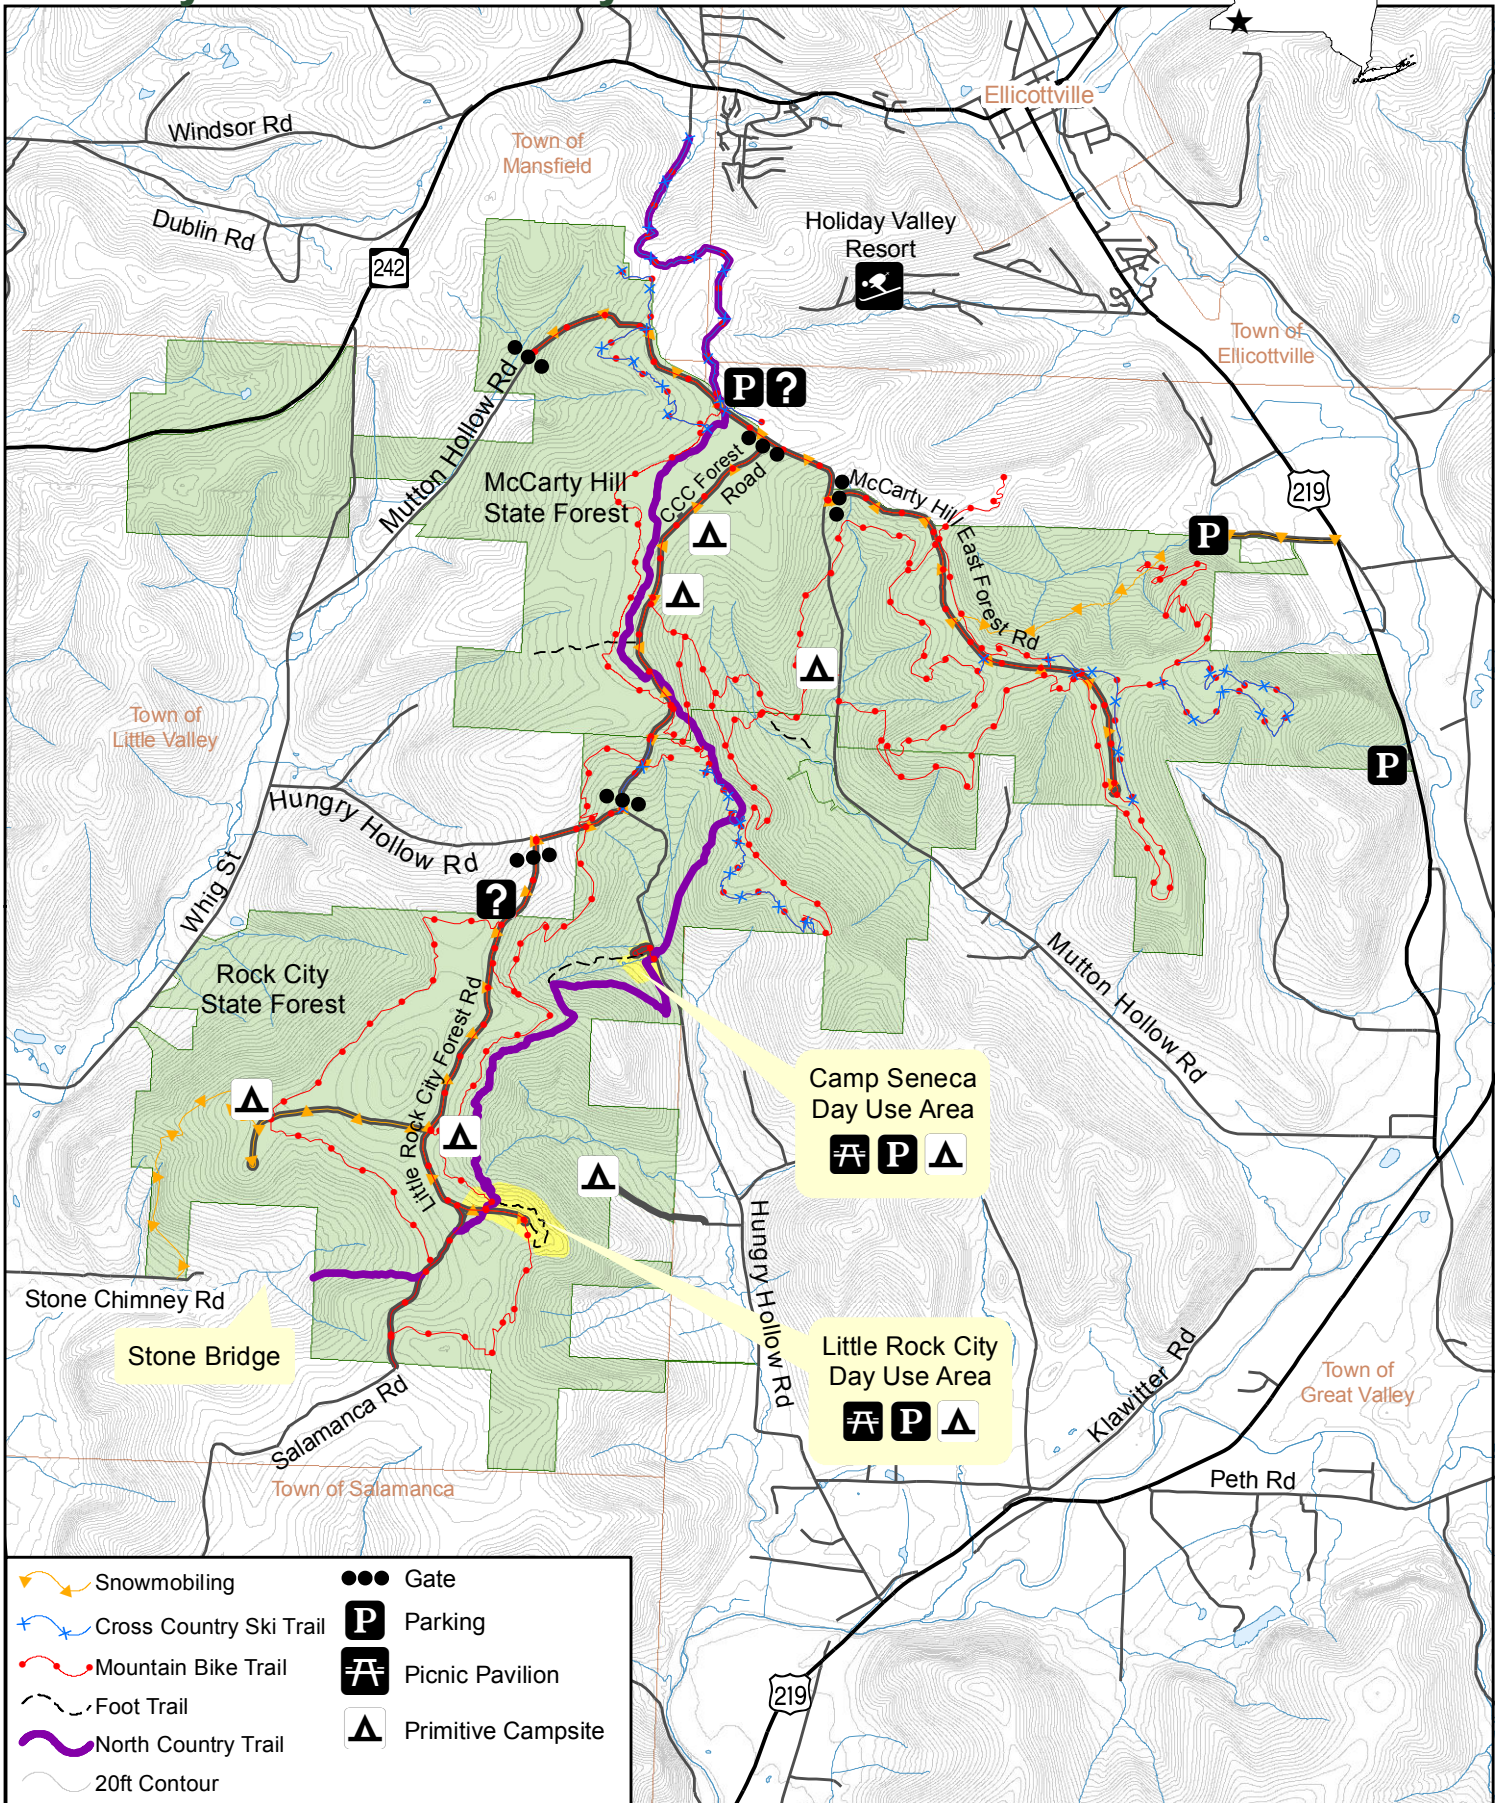 Ellicottville
Windsor Rd
Town of
Mansfield
Dublin Rd
242
Holiday Valley
Resort
Town of
Ellicottville
P ?
Mutton Hollow Rd
McCarty Hill
State Forest
CCC Forest
Road
McCarty Hill East Forest Rd
219
P
Town of
Little Valley
P
Hungry Hollow Rd
Whig St
?
Rock City
State Forest
Little Rock City Forest Rd
Mutton Hollow Rd
Camp Seneca
Day Use Area
P
Hungry Hollow Rd
Stone Chimney Rd
Stone Bridge
Little Rock City
Day Use Area
P
Klawitter Rd
Town of
Great Valley
Salamanca Rd
Town of Salamanca
Peth Rd
Snowmobiling
Cross Country Ski Trail
Mountain Bike Trail
Foot Trail
North Country Trail
20ft Contour
Gate
P Parking
Picnic Pavilion
Primitive Campsite
219